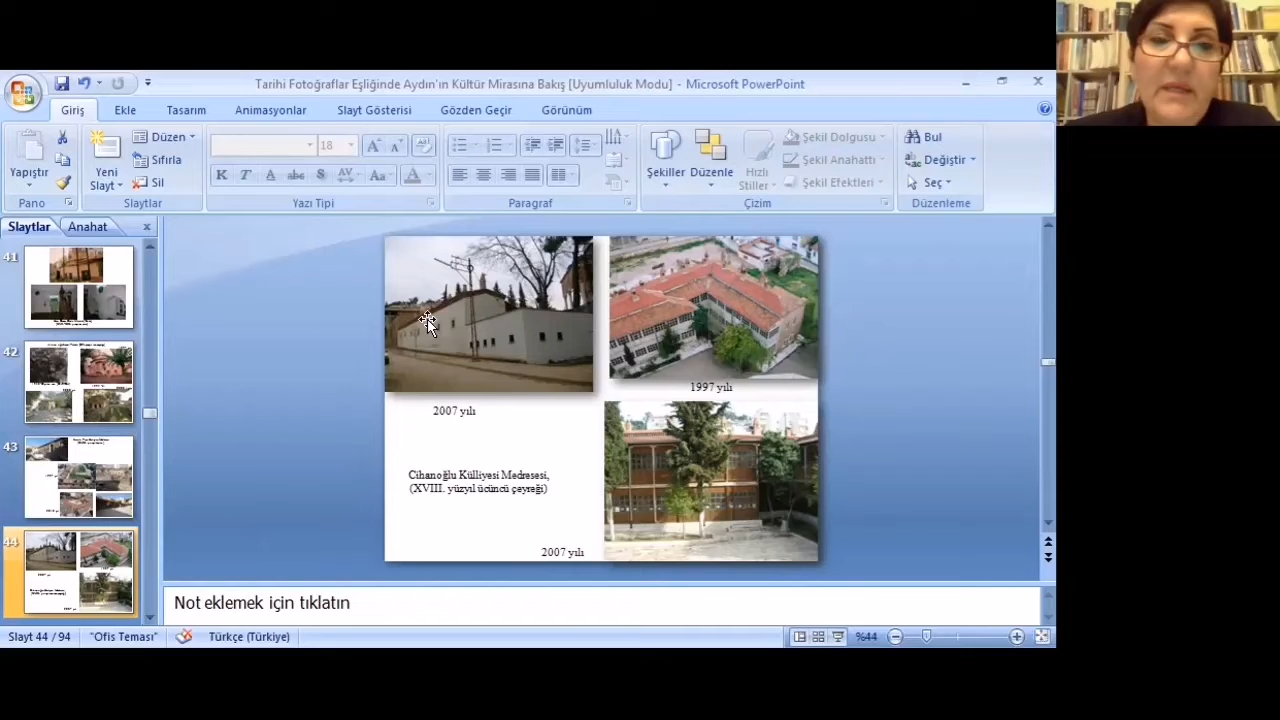 Tarihi Fotoğraflar Eşliğinde Aydın'ın Kültür Mirasına Bakış [Uyumluluk Modu] - Microsoft PowerPoint
Giriş Ekle Tasarım Animasyonlar Slayt Gösterisi Gözden Geçir Görünüm
Yapıştır
Yeni Slayt
Düzen
Sıfırla
Sil
18
K T A abc S AV Aa A
Şekiller
Düzenle
Hızlı Stiller
Şekil Dolgusu
Şekil Anahattı
Şekil Efektleri
Bul
Değiştir
Seç
Pano Slaytlar Yazı Tipi Paragraf Çizim Düzenleme
Slaytlar Anahat
41
42
43
44
1997 yılı
2007 yılı
Cihanoğlu Külliyesi Medresesi,
(XVIII. yüzyıl üçüncü çeyreği)
2007 yılı
Not eklemek için tıklatın
Slayt 44 / 94 "Ofis Teması" Türkçe (Türkiye) %44